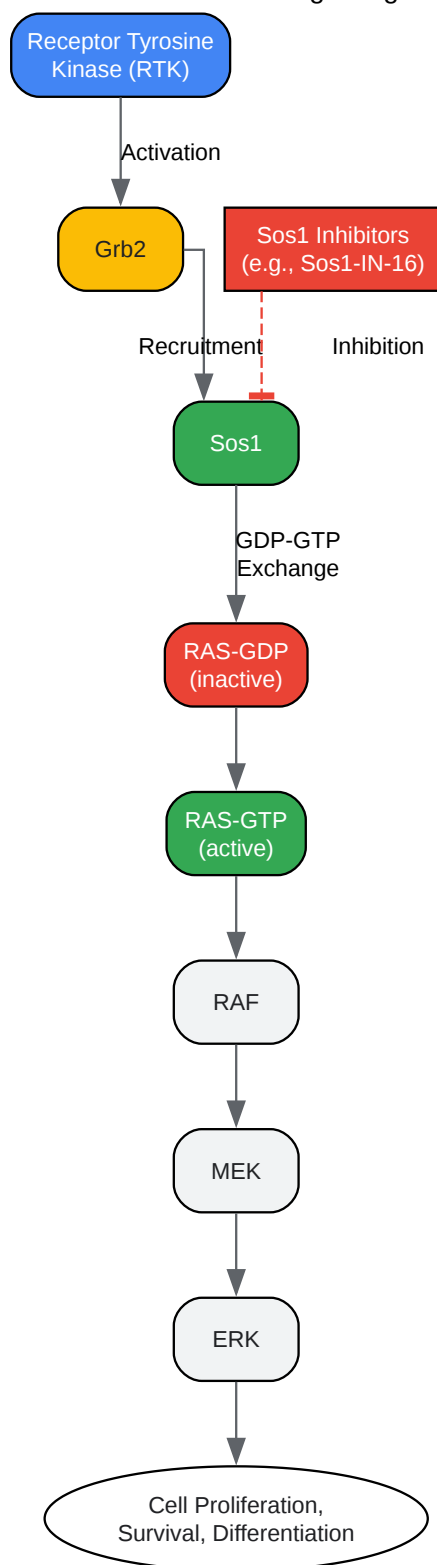 Receptor Tyrosine
Kinase (RTK)
Activation
Grb2
Sos1 Inhibitors
(e.g., Sos1-IN-16)
Recruitment
Inhibition
Sos1
GDP-GTP
Exchange
RAS-GDP
(inactive)
RAS-GTP
(active)
RAF
MEK
ERK
Cell Proliferation,
Survival, Differentiation